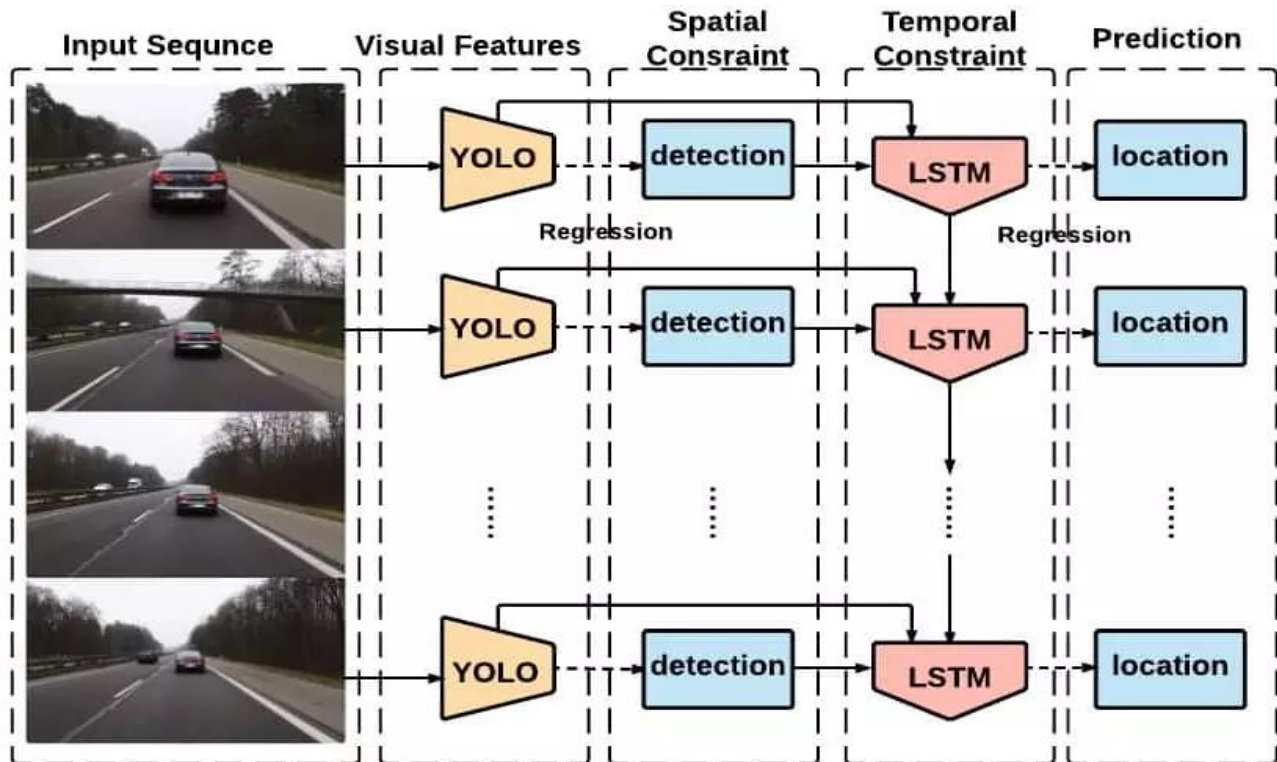 Input Sequnce
Visual Features
Spatial
Consraint
Temporal
Constraint
Prediction
YOLO
detection
LSTM
location
Regression
Regression
YOLO
detection
LSTM
location
YOLO
detection
LSTM
location